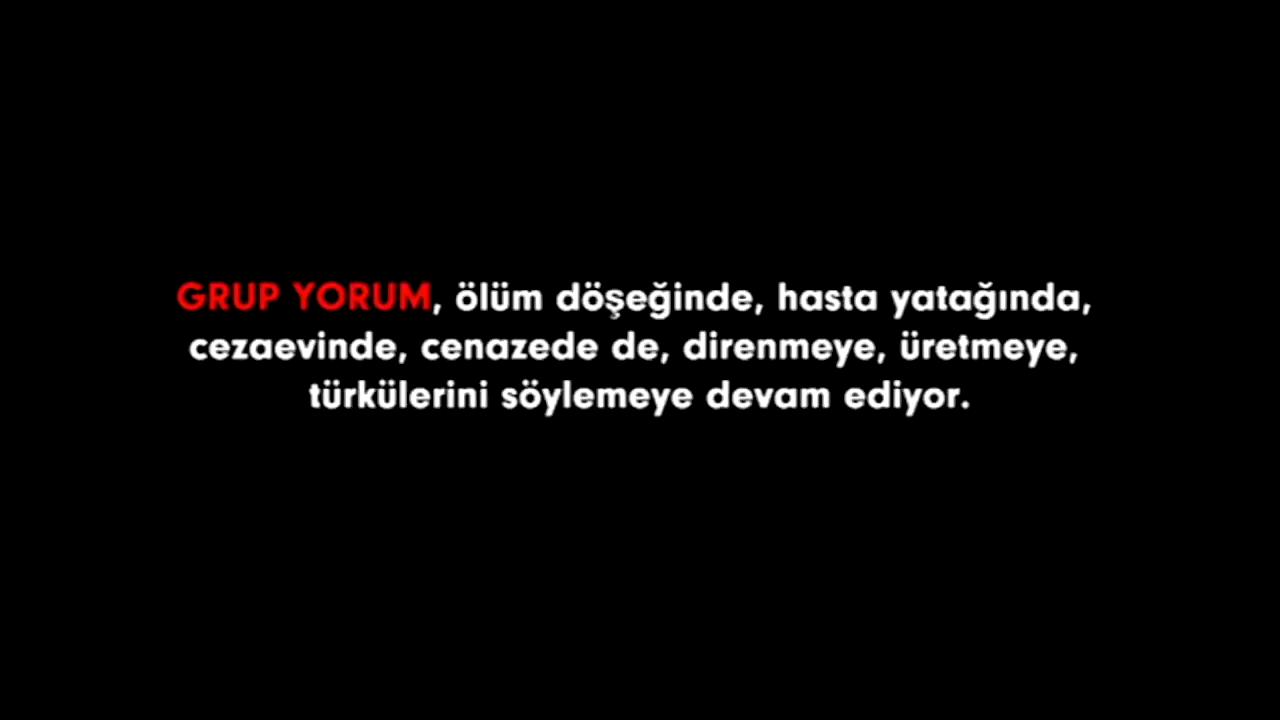 GRUP YORUM, ölüm döşeğinde, hasta yatağında,
cezaevinde, cenazede de, direnmeye, üretmeye,
türkülerini söylemeye devam ediyor.